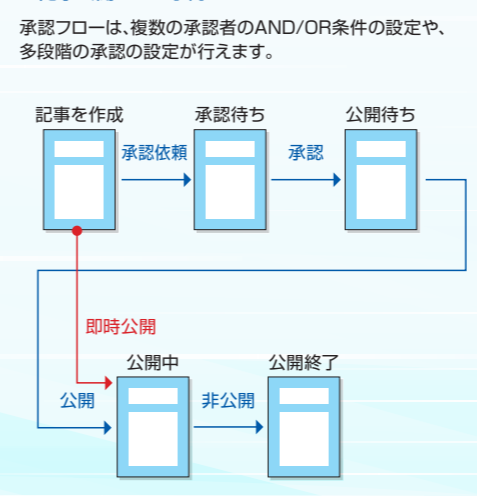 承認フローは、複数の承認者のAND/OR条件の設定や、
多段階の承認の設定が行えます。
記事を作成
承認待ち
公開待ち
承認依頼
承認
即時公開
公開中
公開終了
公開
非公開